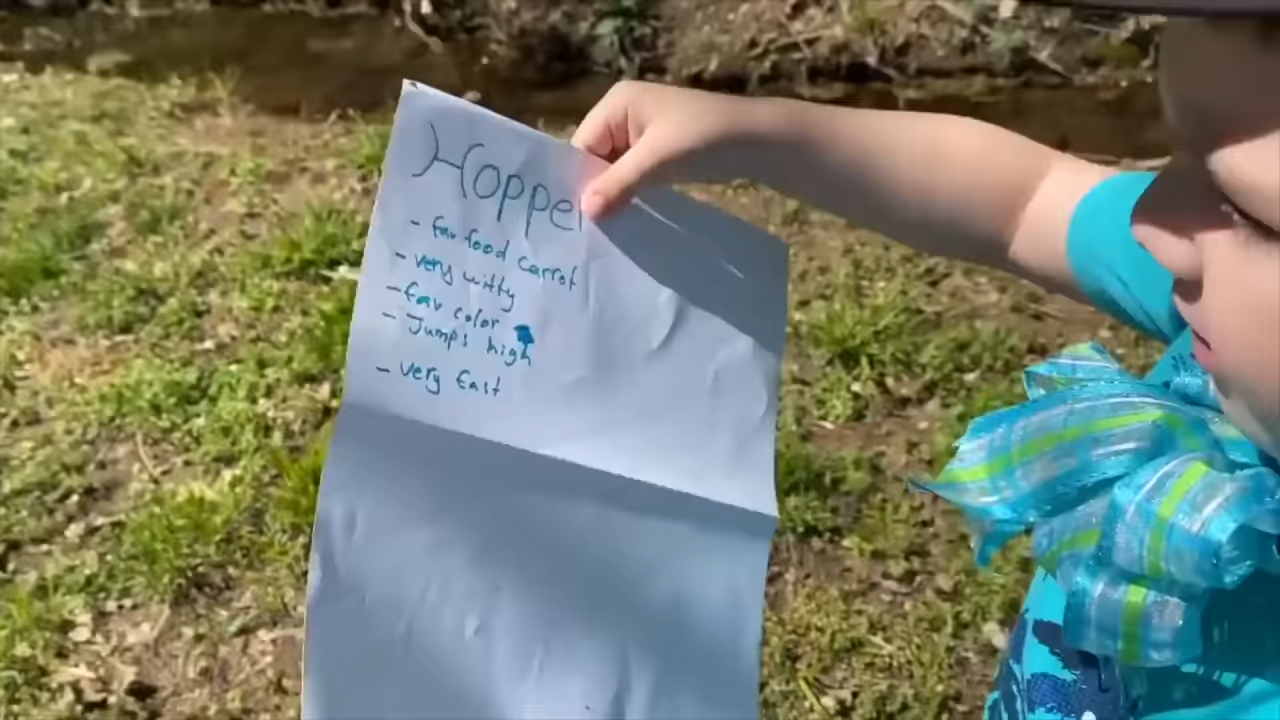 Hopper
- fav food carrot
- very witty
- fav color
- Jumps high
- very fast